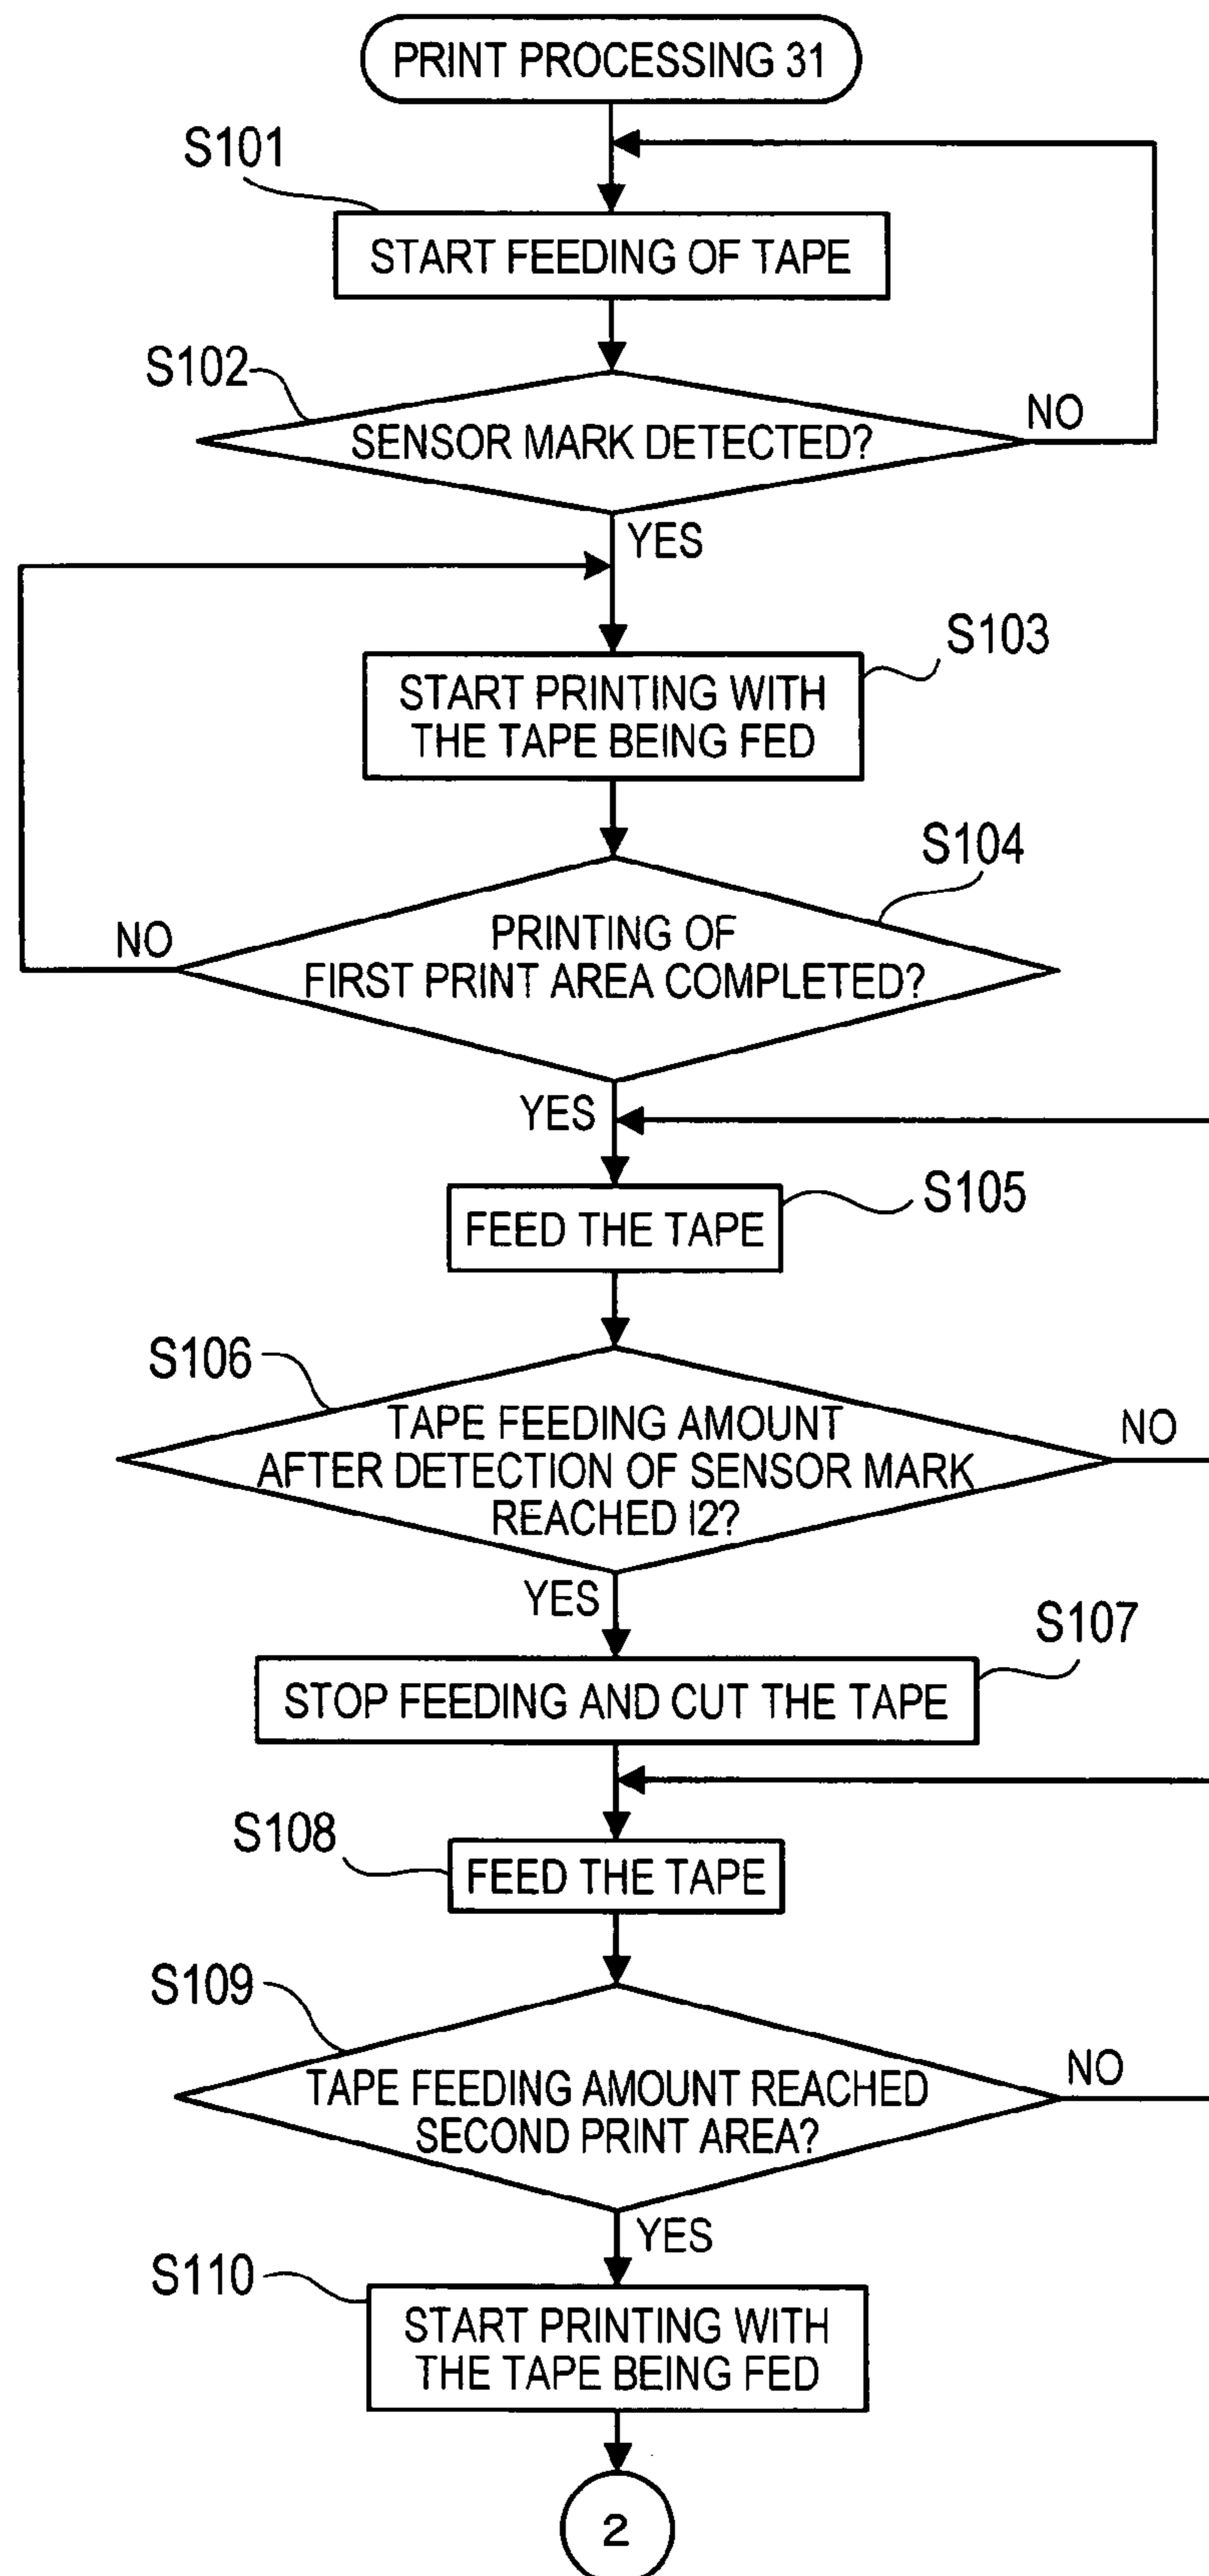 PRINT PROCESSING 31
S101
START FEEDING OF TAPE
S102
SENSOR MARK DETECTED?
NO
YES
S103
START PRINTING WITH
THE TAPE BEING FED
S104
PRINTING OF
FIRST PRINT AREA COMPLETED?
NO
YES
S105
FEED THE TAPE
S106
TAPE FEEDING AMOUNT
AFTER DETECTION OF SENSOR MARK
REACHED I2?
NO
YES
S107
STOP FEEDING AND CUT THE TAPE
S108
FEED THE TAPE
S109
TAPE FEEDING AMOUNT REACHED
SECOND PRINT AREA?
NO
YES
S110
START PRINTING WITH
THE TAPE BEING FED
2